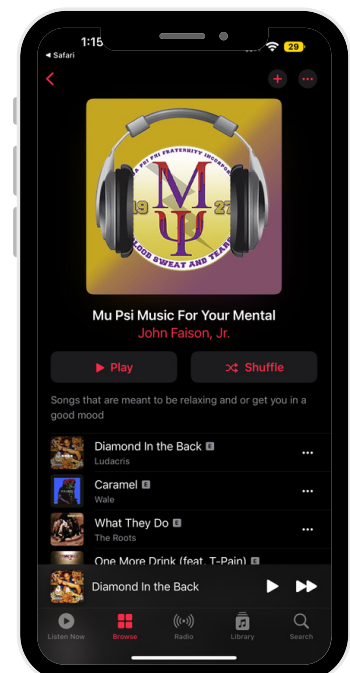 1:15
29
◄ Safari
PSI PHI FRATERNITY INCORPOR
ΜΨ
19 27
BLOOD SWEAT AND TEARS
Mu Psi Music For Your Mental
John Faison, Jr.
Play
Shuffle
Songs that are meant to be relaxing and or get you in a
good mood
Diamond In the Back E
Ludacris
Caramel E
Wale
What They Do E
The Roots
One More Drink (feat. T-Pain) E
Diamond In the Back
Listen Now
Browse
Radio
Library
Search